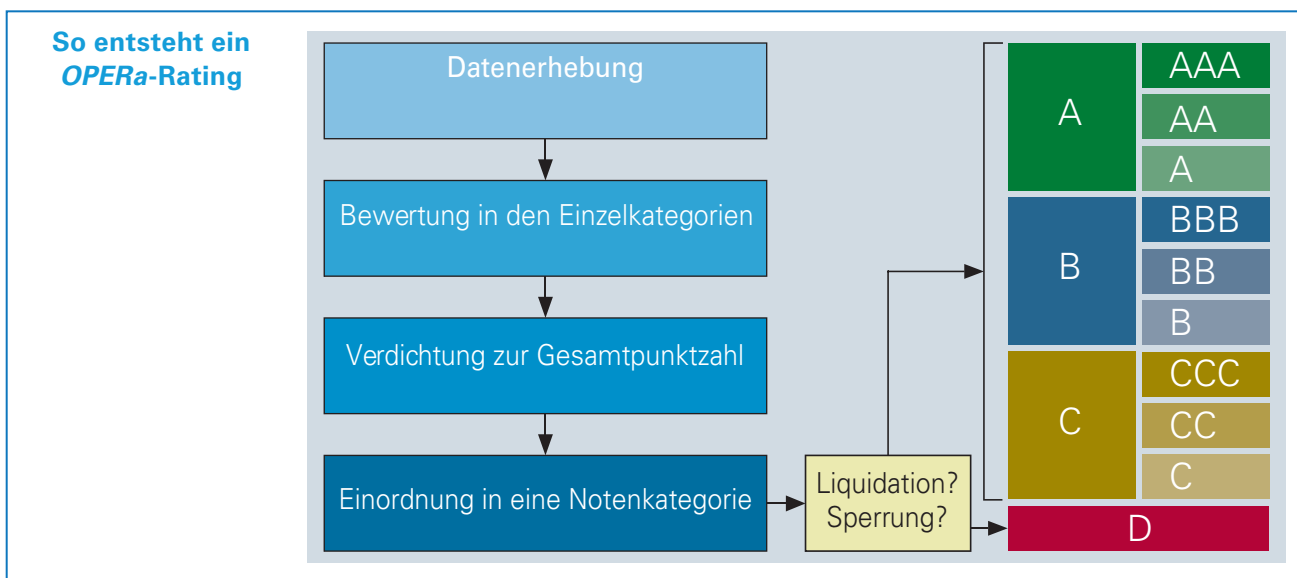 So entsteht ein
OPERa-Rating
Datenerhebung
Bewertung in den Einzelkategorien
Verdichtung zur Gesamtpunktzahl
Einordnung in eine Notenkategorie
Liquidation?
Sperrung?
A
AAA
AA
A
B
BBB
BB
B
C
CCC
CC
C
D